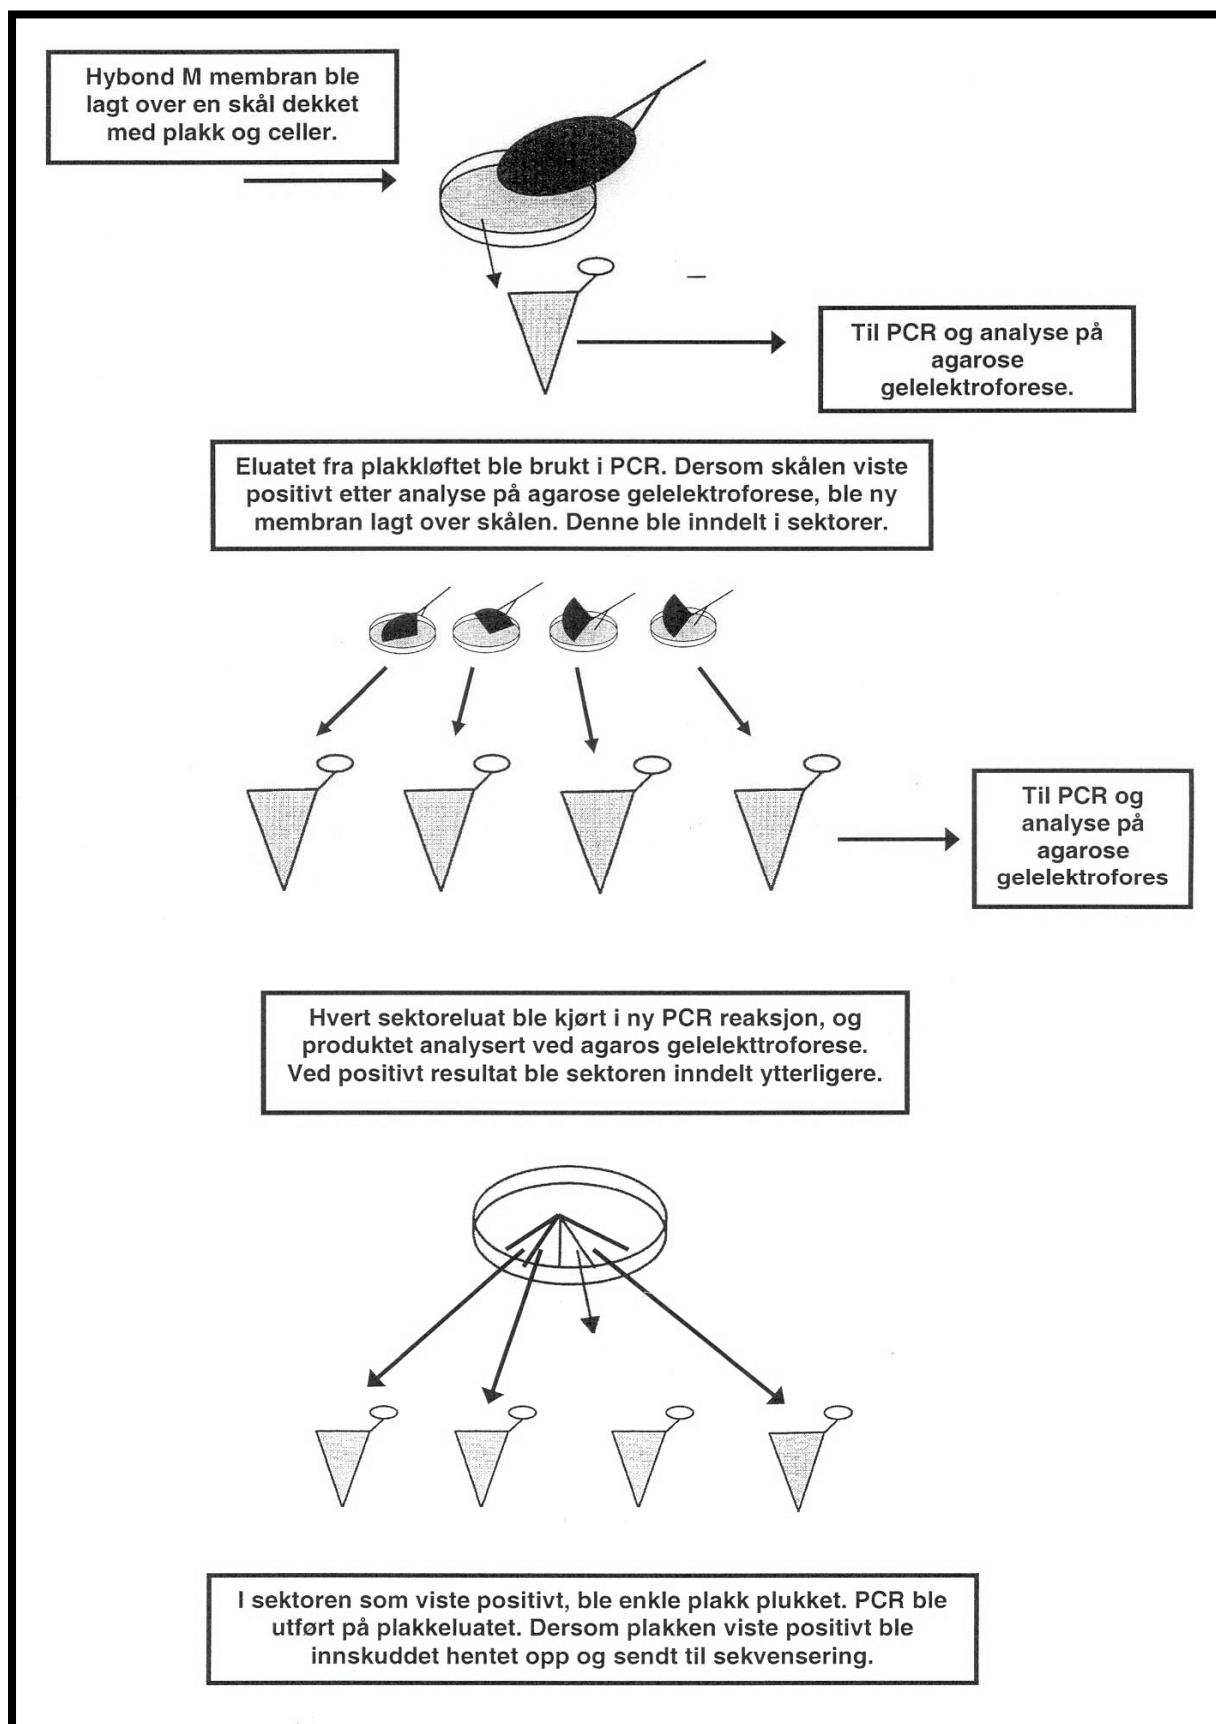 Hybond M membran ble
lagt over en skål dekket
med plakk og celler.
Til PCR og analyse på
agarose
gelelektroforese.
Eluatet fra plakkløftet ble brukt i PCR. Dersom skålen viste
positivt etter analyse på agarose gelelektroforese, ble ny
membran lagt over skålen. Denne ble inndelt i sektorer.
Til PCR og
analyse på
agarose
gelelektrofores
Hvert sektoreluat ble kjørt i ny PCR reaksjon, og
produktet analysert ved agaros gelelekttroforese.
Ved positivt resultat ble sektoren inndelt ytterligere.
I sektoren som viste positivt, ble enkle plakk plukket. PCR ble
utført på plakkeluatet. Dersom plakken viste positivt ble
innskuddet hentet opp og sendt til sekvensering.